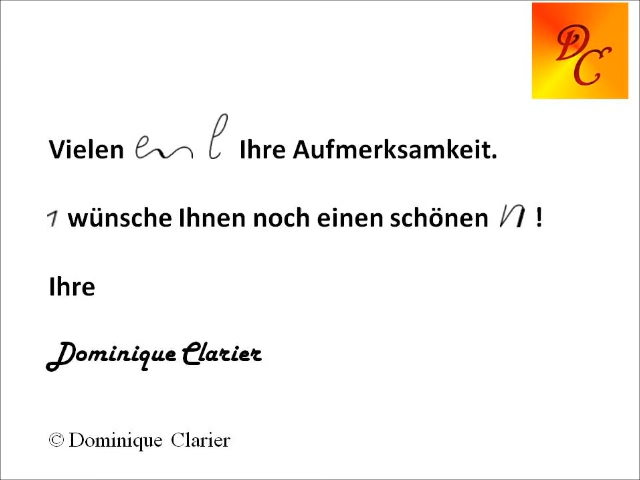 DC
Vielen Ihre Aufmerksamkeit.
wünsche Ihnen noch einen schönen !
Ihre
Dominique Clarier
© Dominique Clarier